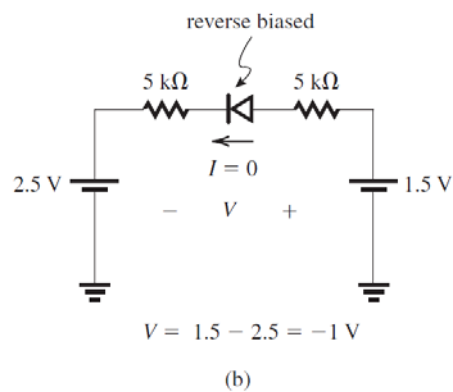 reverse biased
5 kΩ 5 kΩ
I = 0
2.5 V 1.5 V
− V +
V = 1.5 − 2.5 = −1 V
(b)